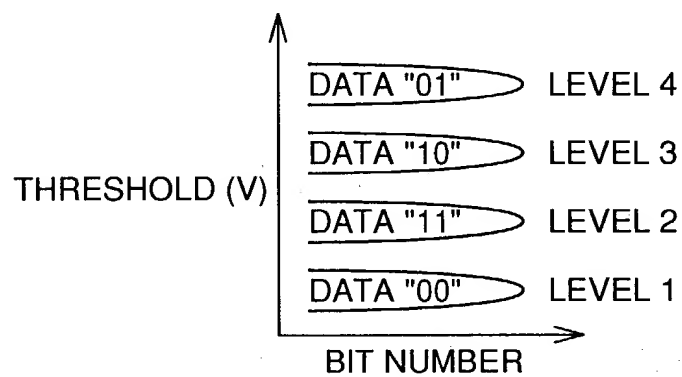 DATA "01" LEVEL 4
DATA "10" LEVEL 3
THRESHOLD (V)
DATA "11" LEVEL 2
DATA "00" LEVEL 1
BIT NUMBER